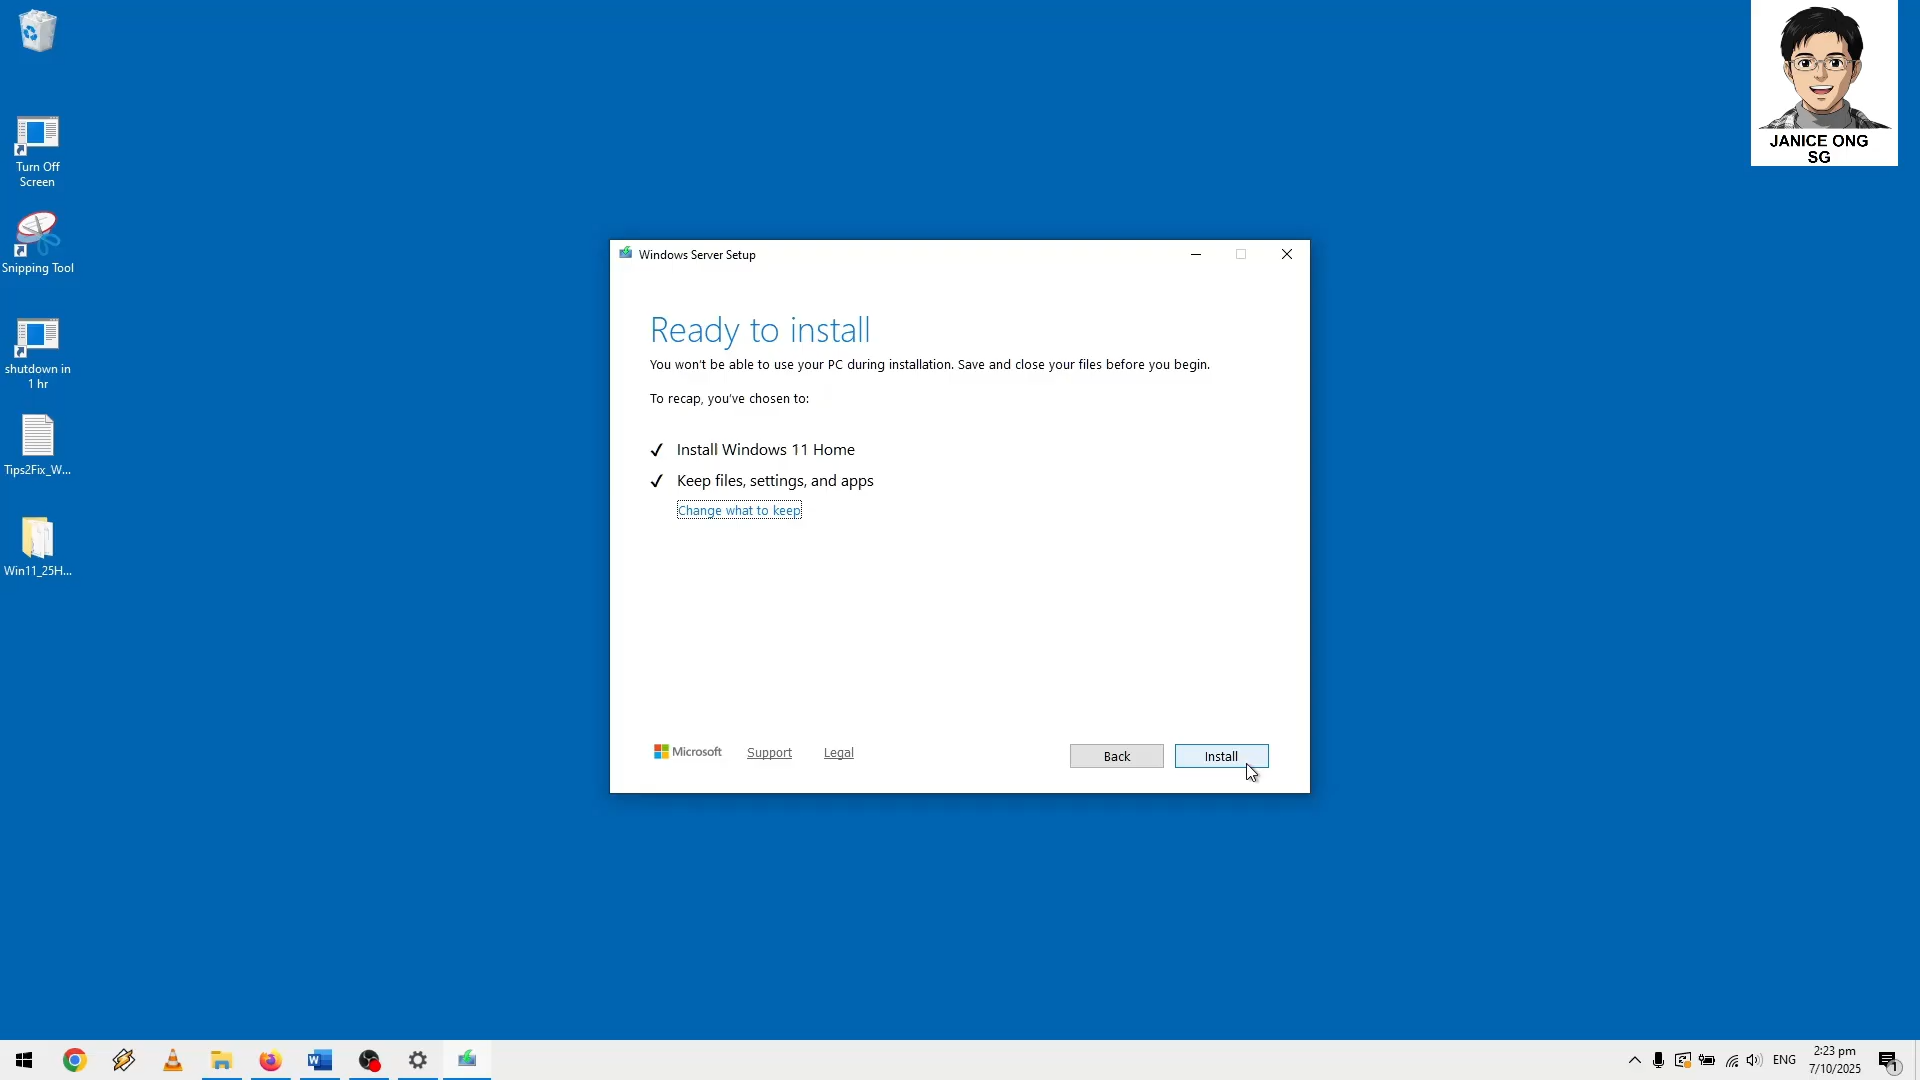 Turn Off
Screen
Snipping Tool
shutdown in
1 hr
Tips2Fix_W...
Win11_25H...
JANICE ONG
SG
Windows Server Setup
Ready to install
You won't be able to use your PC during installation. Save and close your files before you begin.
To recap, you've chosen to:
✓ Install Windows 11 Home
✓ Keep files, settings, and apps
Change what to keep
Microsoft Support Legal Back Install
ENG
2:23 pm
7/10/2025
1